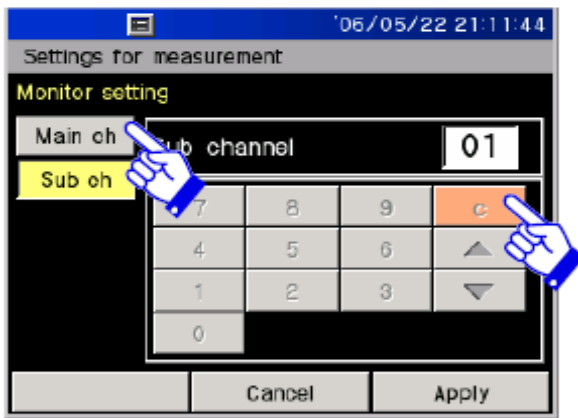 '06/05/22 21:11:44
Settings for measurement
Monitor setting
Main ch
Sub channel 01
Sub ch
7 8 9 c
4 5 6
1 2 3
0
Cancel Apply